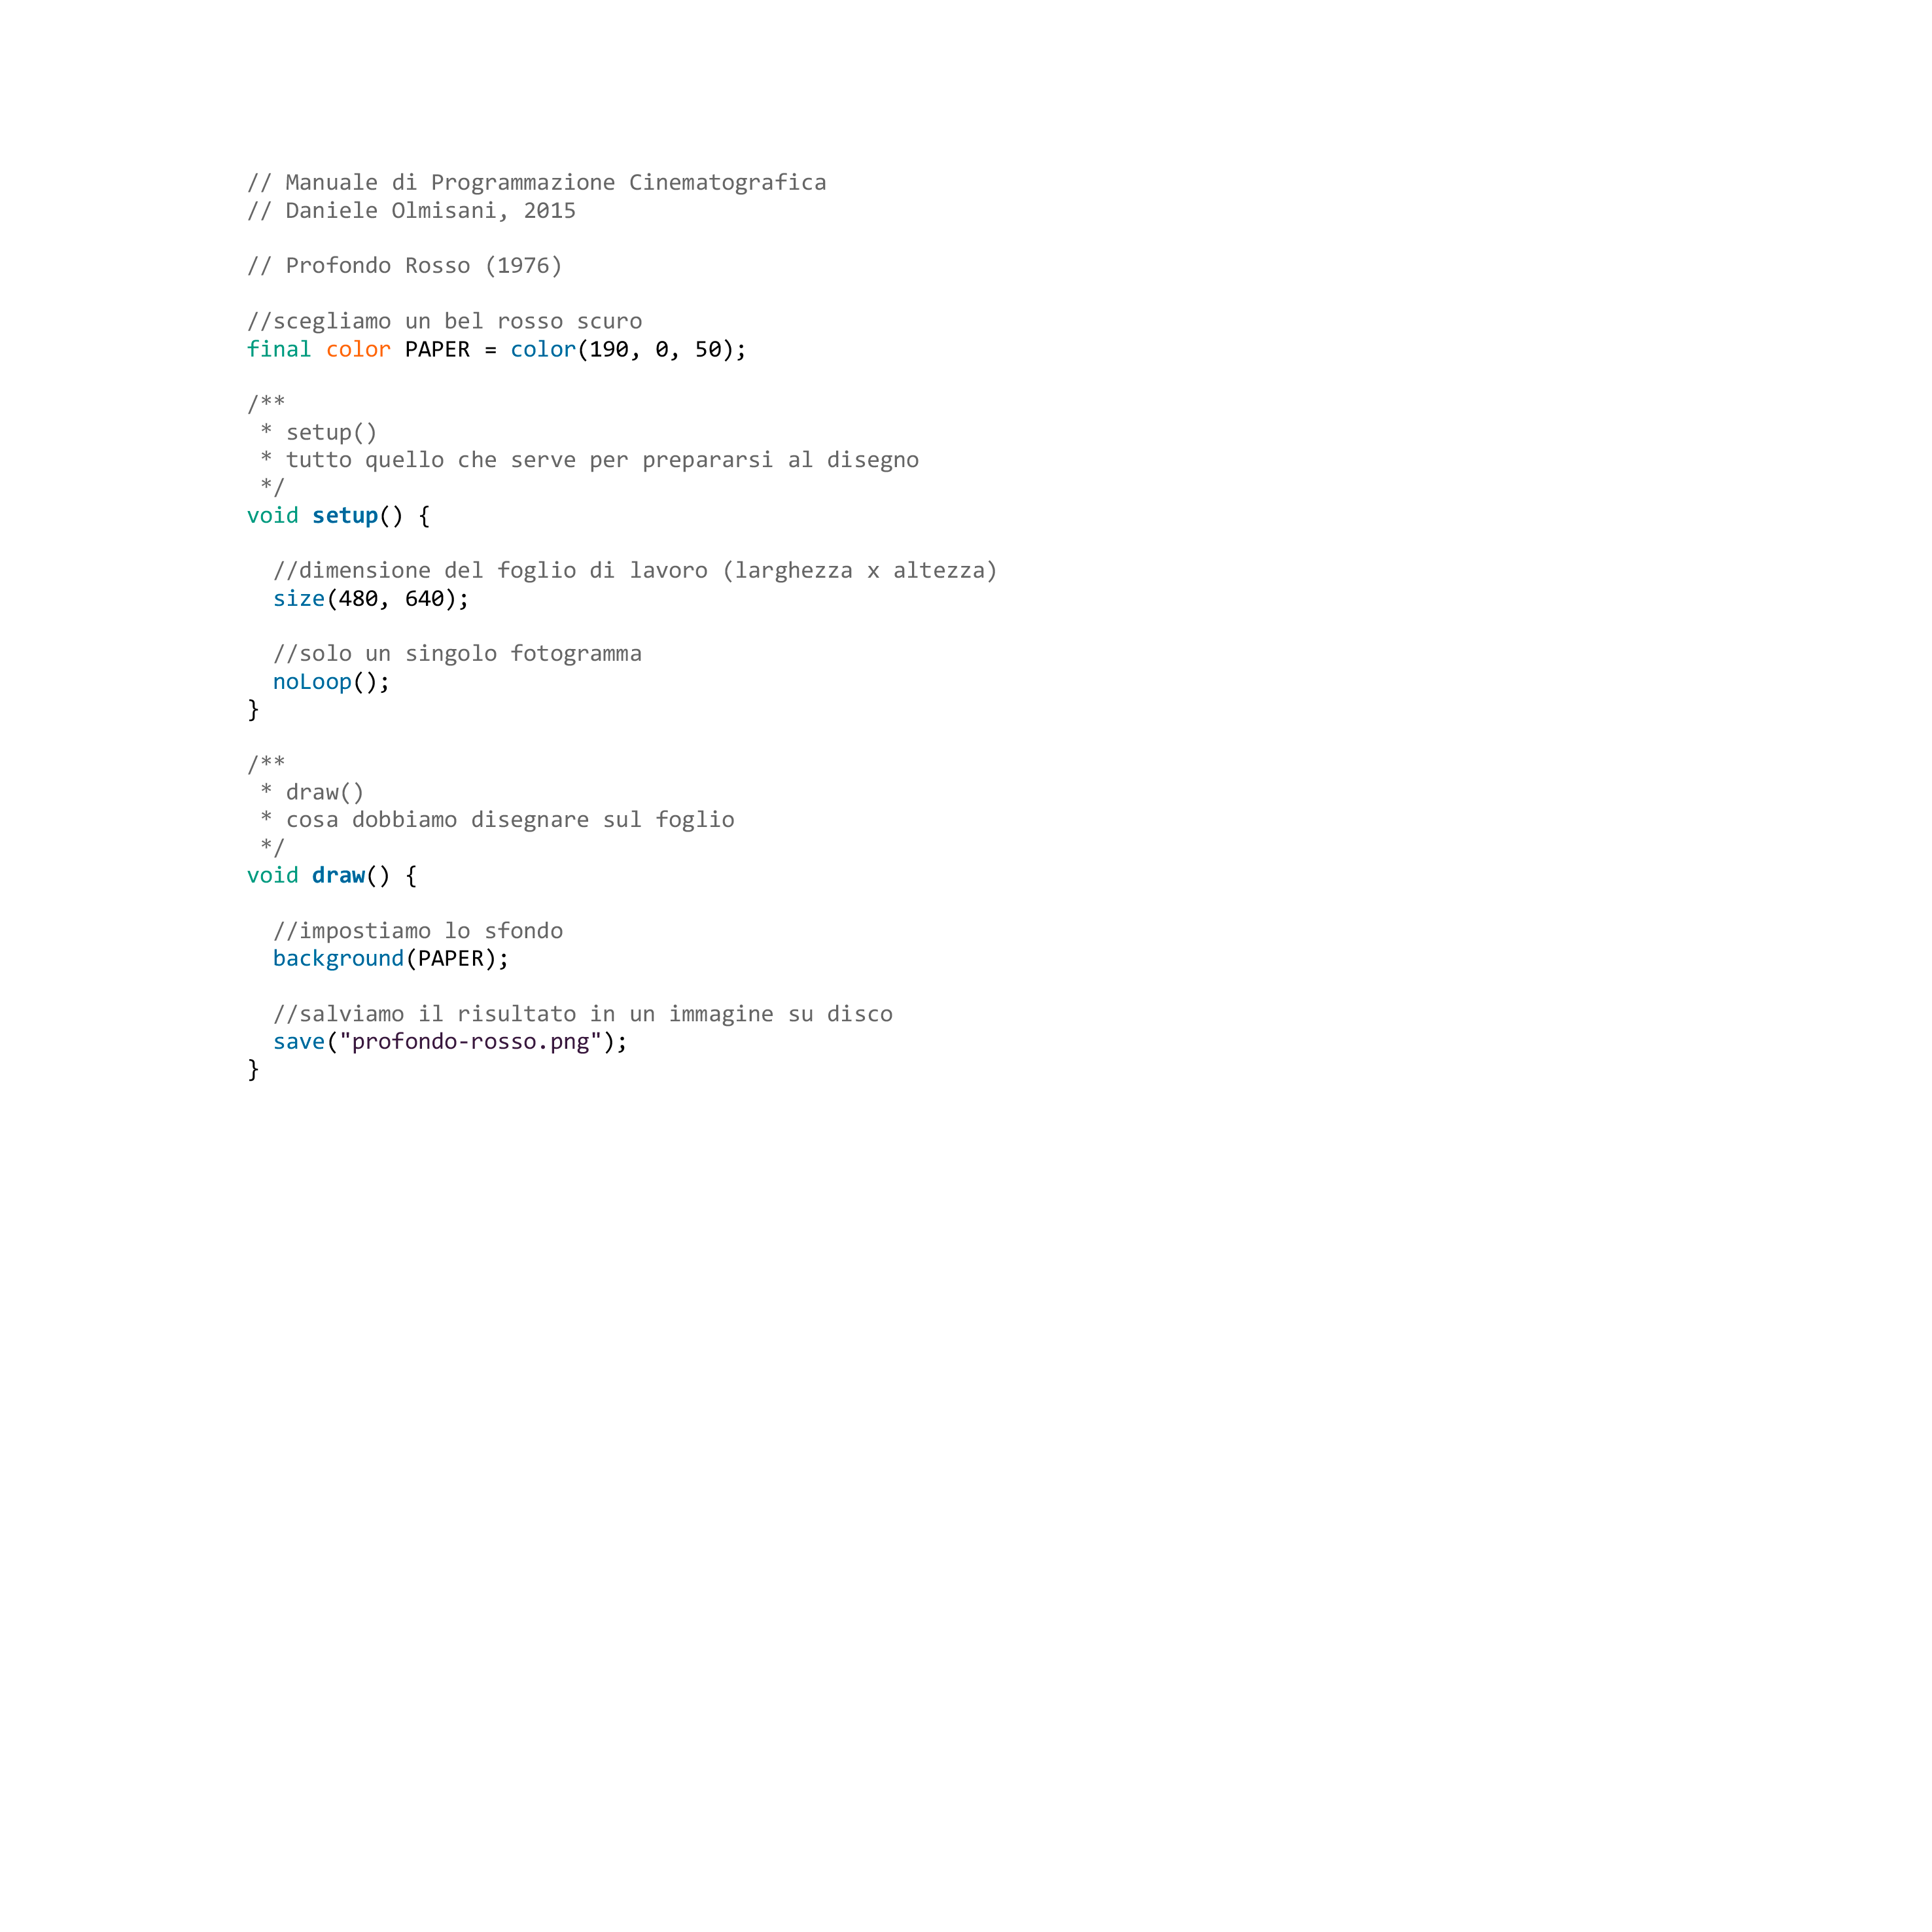 // Manuale di Programmazione Cinematografica
// Daniele Olmisani, 2015

// Profondo Rosso (1976)

//scegliamo un bel rosso scuro
final color PAPER = color(190, 0, 50);

/**
 * setup()
 * tutto quello che serve per prepararsi al disegno
 */
void setup() {

  //dimensione del foglio di lavoro (larghezza x altezza)
  size(480, 640);

  //solo un singolo fotogramma
  noLoop();
}

/**
 * draw()
 * cosa dobbiamo disegnare sul foglio
 */
void draw() {

  //impostiamo lo sfondo
  background(PAPER);

  //salviamo il risultato in un immagine su disco
  save("profondo-rosso.png");
}